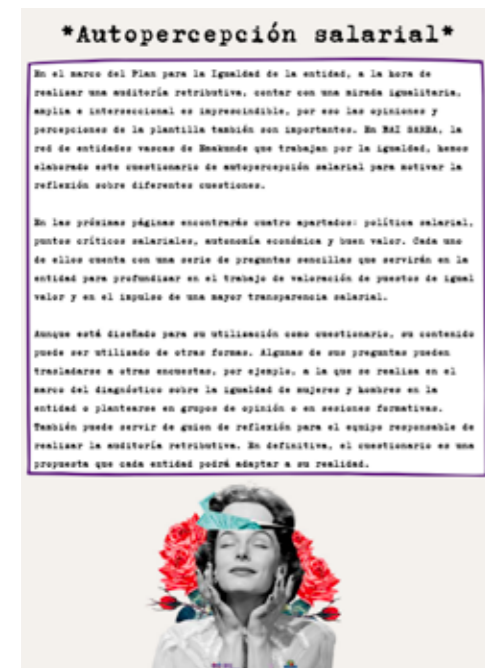 *Autopercepción salarial*
En el marco del Plan para la Igualdad de la entidad, a la hora de
realizar una auditoría retributiva, contar con una mirada igualitaria,
amplia e interseccional es imprescindible, por eso las opiniones y
percepciones de la plantilla también son importantes. En BAI SAREA, la
red de entidades vascas de Emakunde que trabajan por la igualdad, hemos
elaborado este cuestionario de autopercepción salarial para motivar la
reflexión sobre diferentes cuestiones.
En las próximas páginas encontrarás cuatro apartados: política salarial,
puntos críticos salariales, autonomía económica y buen valor. Cada uno
de ellos cuenta con una serie de preguntas sencillas que servirán en la
entidad para profundizar en el trabajo de valoración de puestos de igual
valor y en el impulso de una mayor transparencia salarial.
Aunque está diseñado para su utilización como cuestionario, su contenido
puede ser utilizado de otras formas. Algunas de sus preguntas pueden
trasladarse a otras encuestas, por ejemplo, a la que se realiza en el
marco del diagnóstico sobre la igualdad de mujeres y hombres en la
entidad o plantearse en grupos de opinión o en sesiones formativas.
También puede servir de guion de reflexión para el equipo responsable de
realizar la auditoría retributiva. En definitiva, el cuestionario es una
propuesta que cada entidad podrá adaptar a su realidad.